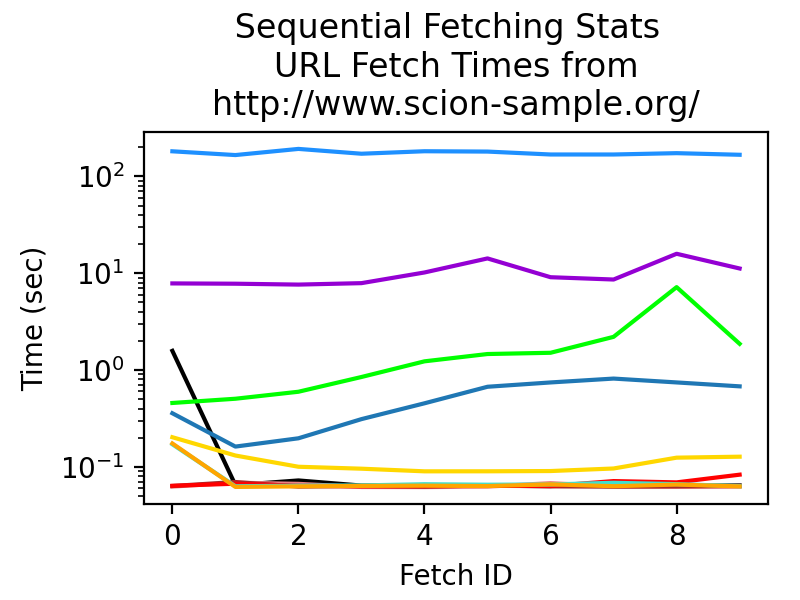 Sequential Fetching Stats
URL Fetch Times from
http://www.scion-sample.org/
Time (sec)
10²
10¹
10⁰
10⁻¹
0 2 4 6 8
Fetch ID